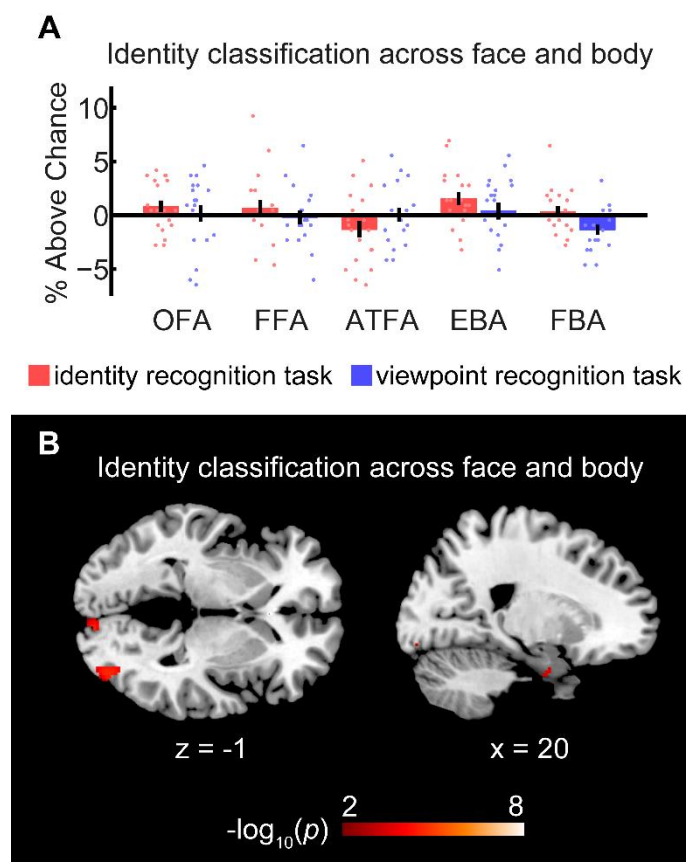 A
Identity classification across face and body
% Above Chance
10
5
0
−5
OFA FFA ATFA EBA FBA
identity recognition task viewpoint recognition task
B
Identity classification across face and body
z = -1 x = 20
2 8
-log10(p)